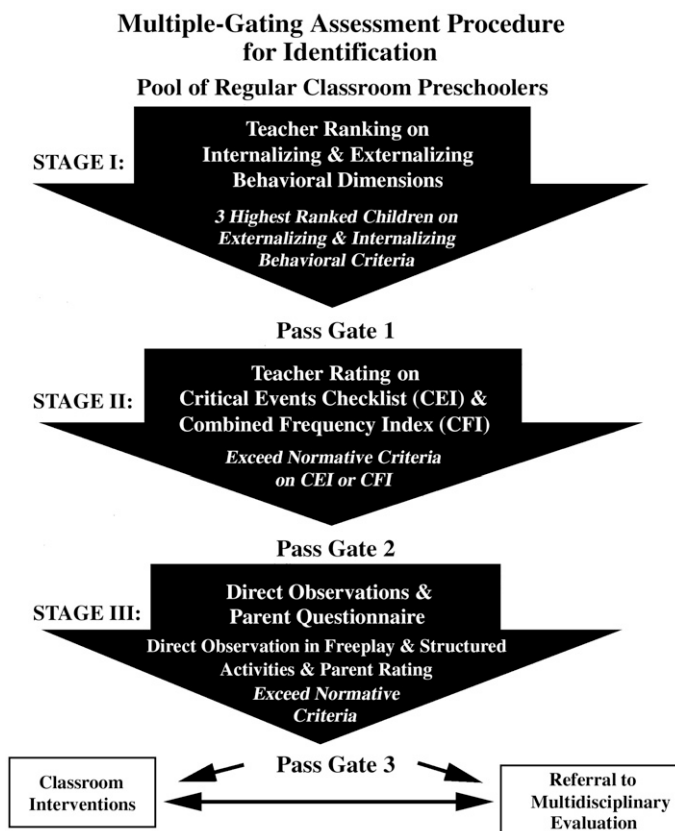 Multiple-Gating Assessment Procedure
for Identification
Pool of Regular Classroom Preschoolers
STAGE I:
Teacher Ranking on
Internalizing & Externalizing
Behavioral Dimensions
3 Highest Ranked Children on
Externalizing & Internalizing
Behavioral Criteria
Pass Gate 1
STAGE II:
Teacher Rating on
Critical Events Checklist (CEI) &
Combined Frequency Index (CFI)
Exceed Normative Criteria
on CEI or CFI
Pass Gate 2
STAGE III:
Direct Observations &
Parent Questionnaire
Direct Observation in Freeplay & Structured
Activities & Parent Rating
Exceed Normative
Criteria
Pass Gate 3
Classroom
Interventions
Referral to
Multidisciplinary
Evaluation